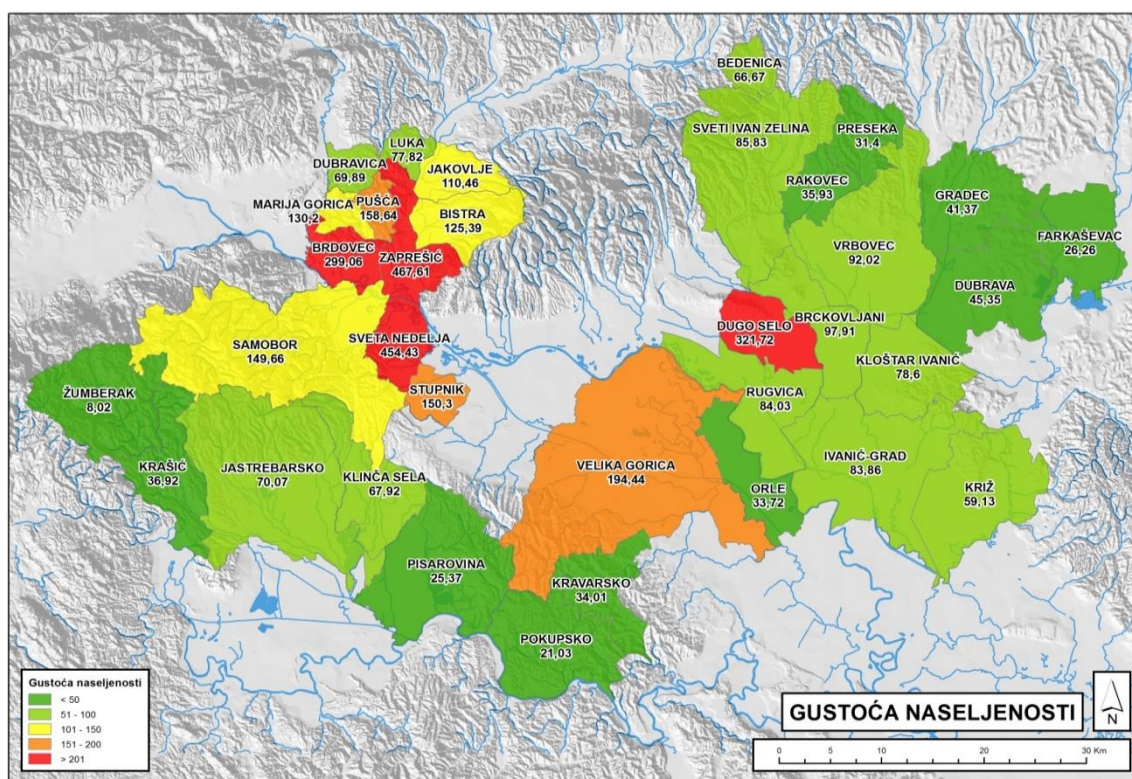 BEDENICA
66,67
SVETI IVAN ZELINA
85,83
PRESEKA
31,4
LUKA
77,82
DUBRAVICA
69,89
JAKOVLJE
110,46
RAKOVEC
35,93
GRADEC
41,37
MARIJA GORICA
130,2
PUŠĆA
158,64
BISTRA
125,39
FARKAŠEVAC
26,26
BRDOVEC
299,06
ZAPREŠIĆ
467,61
VRBOVEC
92,02
DUBRAVA
45,35
DUGO SELO
321,72
BRCKOVLJANI
97,91
SAMOBOR
149,66
SVETA NEDELJA
454,43
KLOŠTAR IVANIĆ
78,6
ŽUMBERAK
8,02
STUPNIK
150,3
RUGVICA
84,03
KRAŠIĆ
36,92
JASTREBARSKO
70,07
KLINČA SELA
67,92
VELIKA GORICA
194,44
ORLE
33,72
IVANIĆ-GRAD
83,86
KRIŽ
59,13
PISAROVINA
25,37
KRAVARSKO
34,01
POKUPSKO
21,03
Gustoća naseljenosti
< 50
51 - 100
101 - 150
151 - 200
> 201
GUSTOĆA NASELJENOSTI
N
0 5 10 20 30 Km